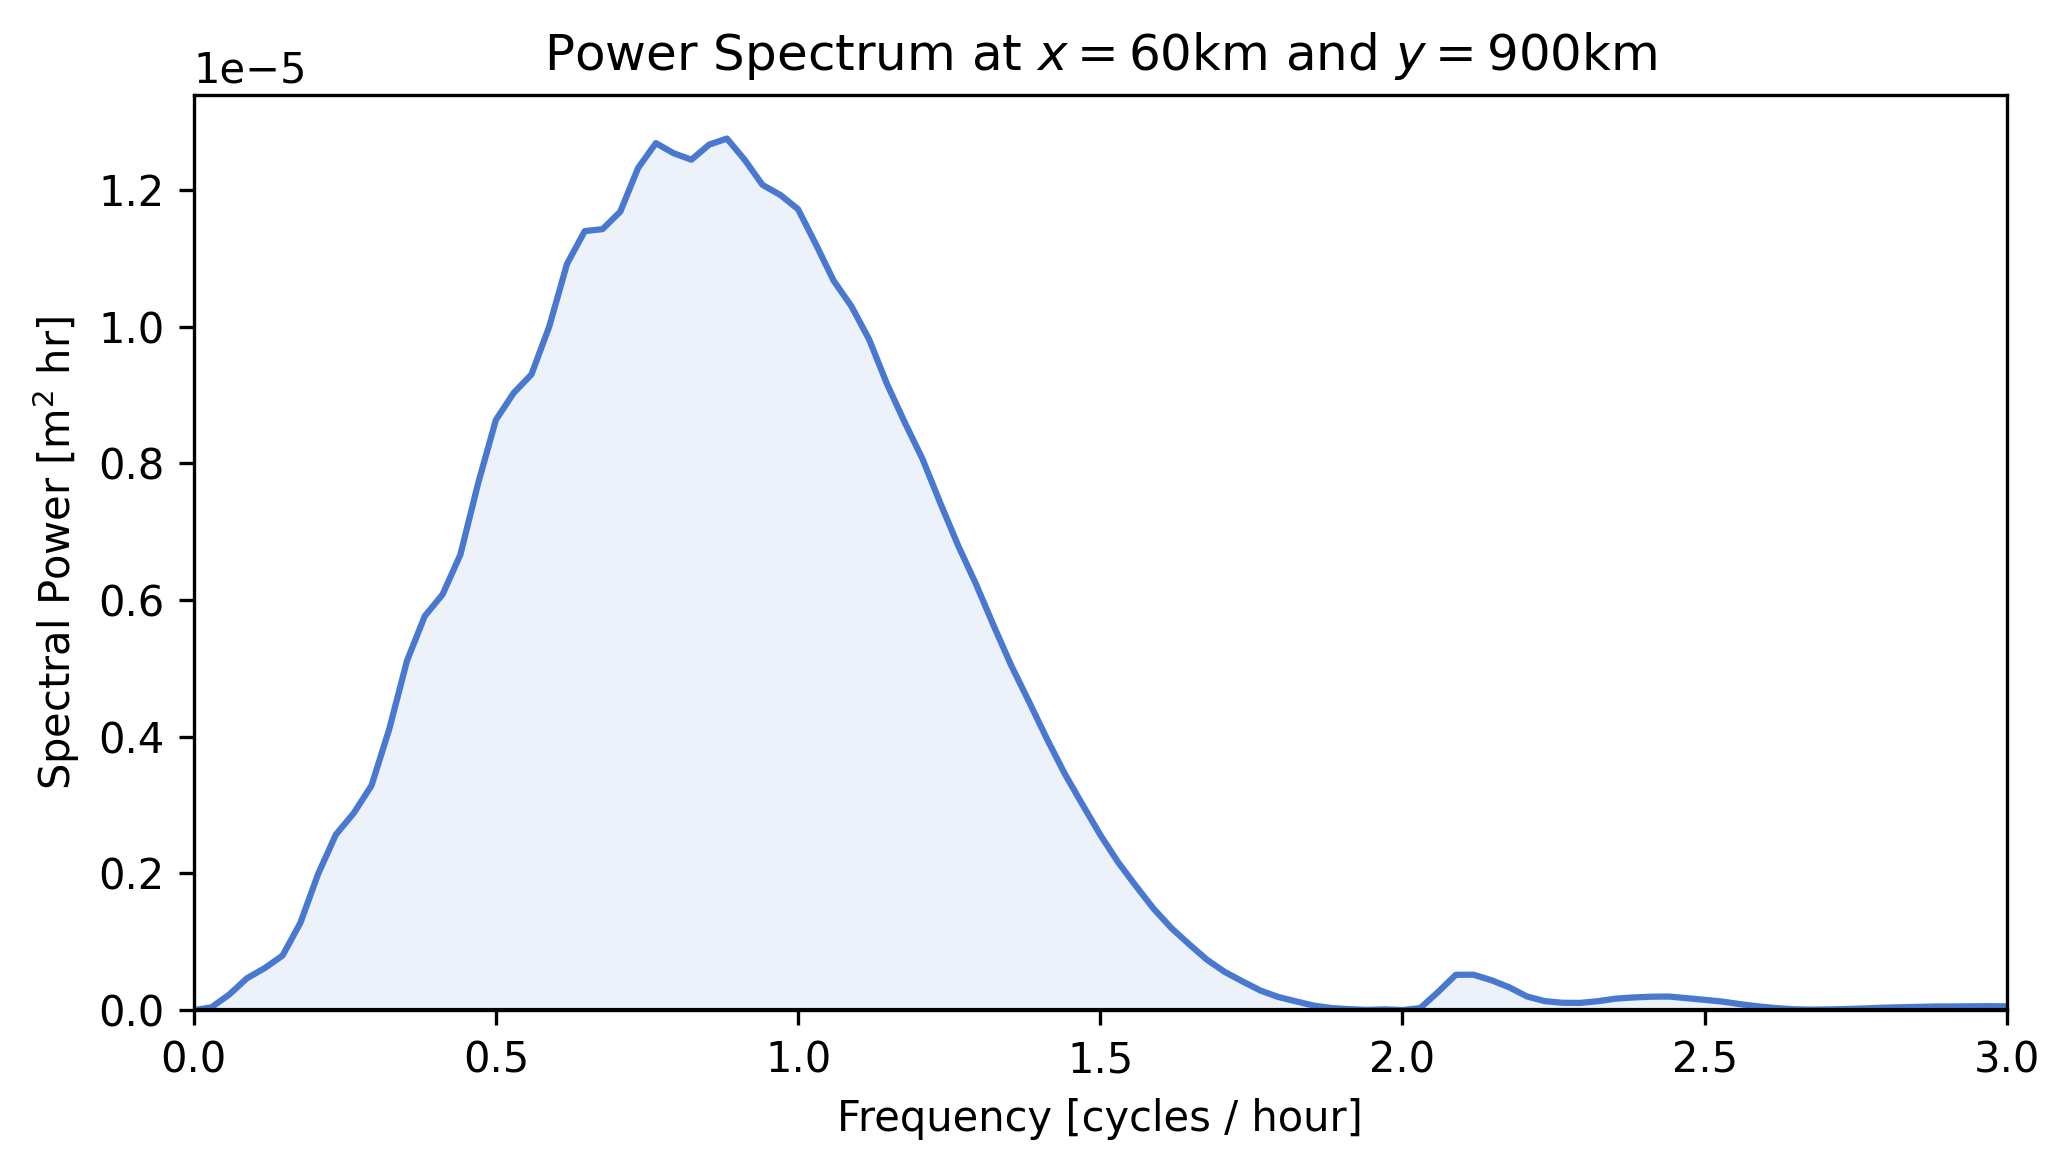 Power Spectrum at x = 60km and y = 900km
1e−5
1.2
1.0
0.8
0.6
0.4
0.2
0.0
Spectral Power [m² hr]
0.0 0.5 1.0 1.5 2.0 2.5 3.0
Frequency [cycles / hour]